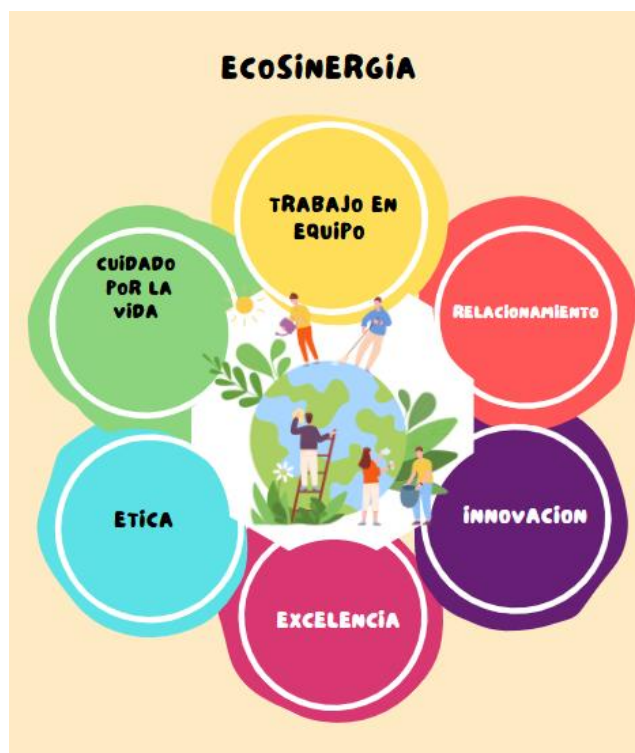 ECOSINERGIA
TRABAJO EN
EQUIPO
CUIDADO
POR LA
VIDA
RELACIONAMIENTO
ETICA
INNOVACION
EXCELENCIA